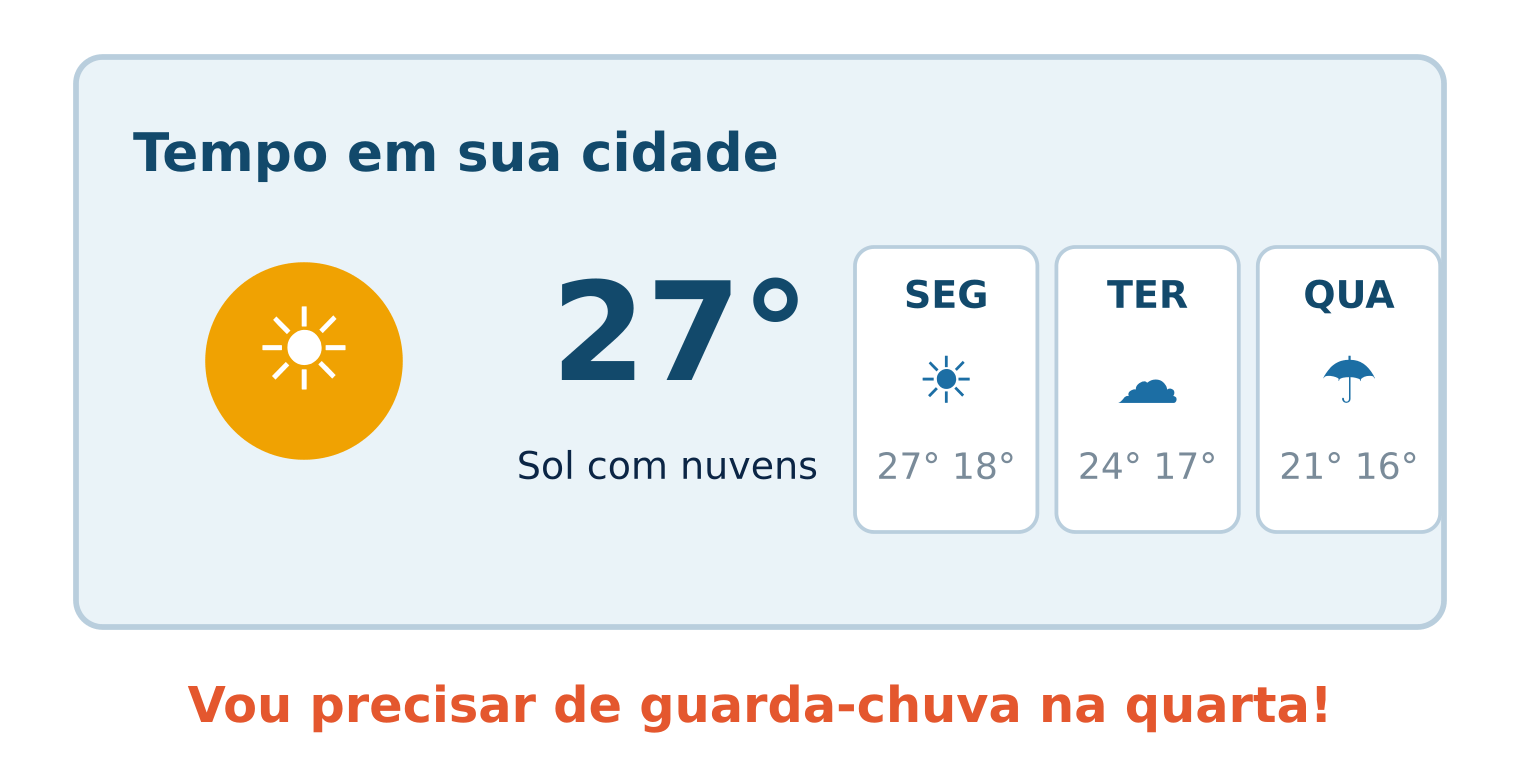 Tempo em sua cidade
27°
Sol com nuvens
SEG
27° 18°
TER
24° 17°
QUA
21° 16°
Vou precisar de guarda-chuva na quarta!